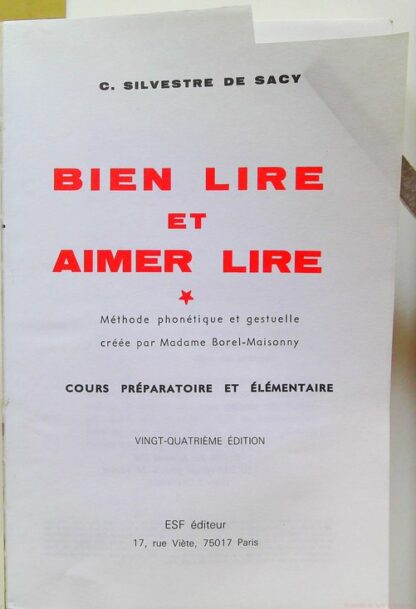 C. SILVESTRE DE SACY
BIEN LIRE
ET
AIMER LIRE
Méthode phonétique et gestuelle
créée par Madame Borel-Maisonny
COURS PRÉPARATOIRE ET ÉLÉMENTAIRE
VINGT-QUATRIÈME ÉDITION
ESF éditeur
17, rue Viète, 75017 Paris